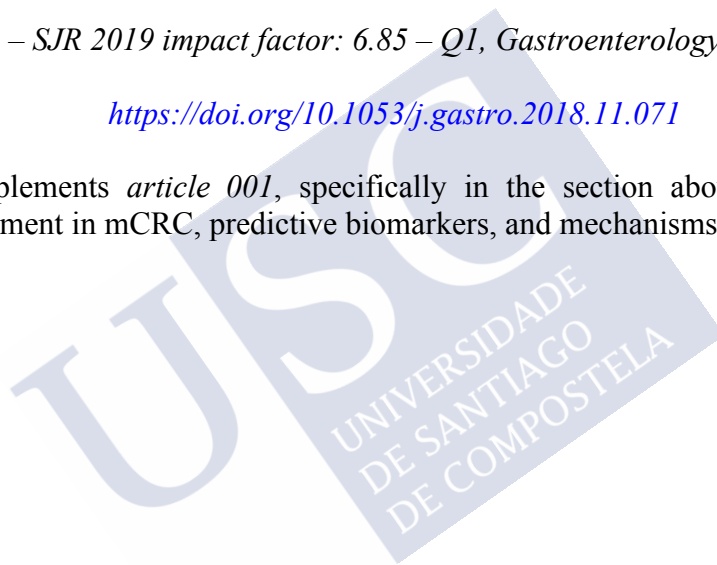 – SJR 2019 impact factor: 6.85 – Q1, Gastroenterology
https://doi.org/10.1053/j.gastro.2018.11.071
plements article 001, specifically in the section abo
ment in mCRC, predictive biomarkers, and mechanisms
USC
UNIVERSIDADE
DE SANTIAGO
DE COMPOSTELA